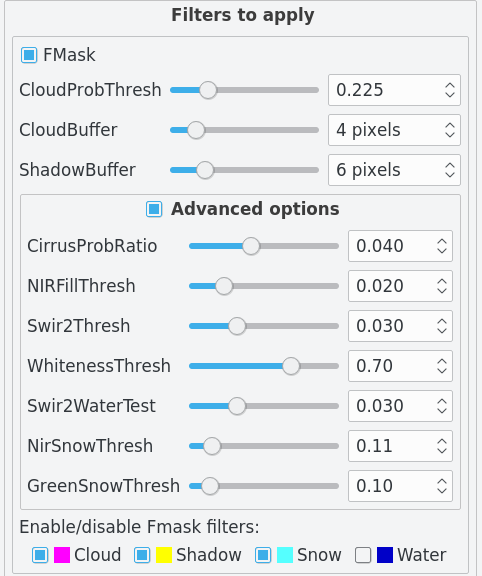 Filters to apply
FMask
CloudProbThresh 0.225
CloudBuffer 4 pixels
ShadowBuffer 6 pixels
Advanced options
CirrusProbRatio 0.040
NIRFillThresh 0.020
Swir2Thresh 0.030
WhitenessThresh 0.70
Swir2WaterTest 0.030
NirSnowThresh 0.11
GreenSnowThresh 0.10
Enable/disable Fmask filters:
Cloud Shadow Snow Water